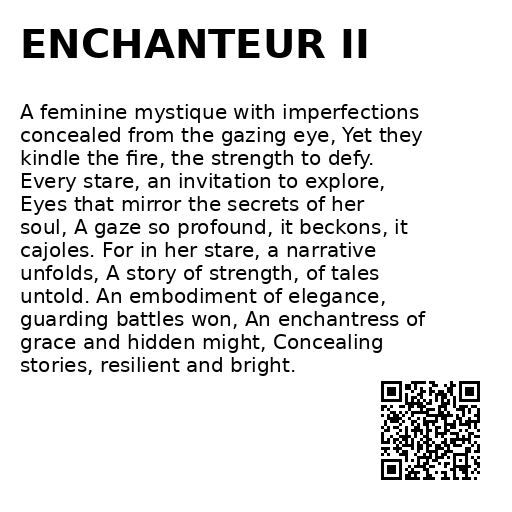 ENCHANTEUR II
A feminine mystique with imperfections
concealed from the gazing eye, Yet they
kindle the fire, the strength to defy.
Every stare, an invitation to explore,
Eyes that mirror the secrets of her
soul, A gaze so profound, it beckons, it
cajoles. For in her stare, a narrative
unfolds, A story of strength, of tales
untold. An embodiment of elegance,
guarding battles won, An enchantress of
grace and hidden might, Concealing
stories, resilient and bright.